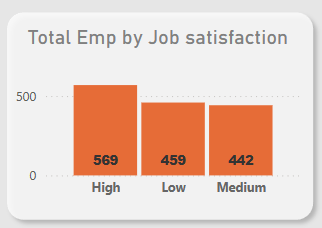 Total Emp by Job satisfaction
500
569 459 442
0
High Low Medium